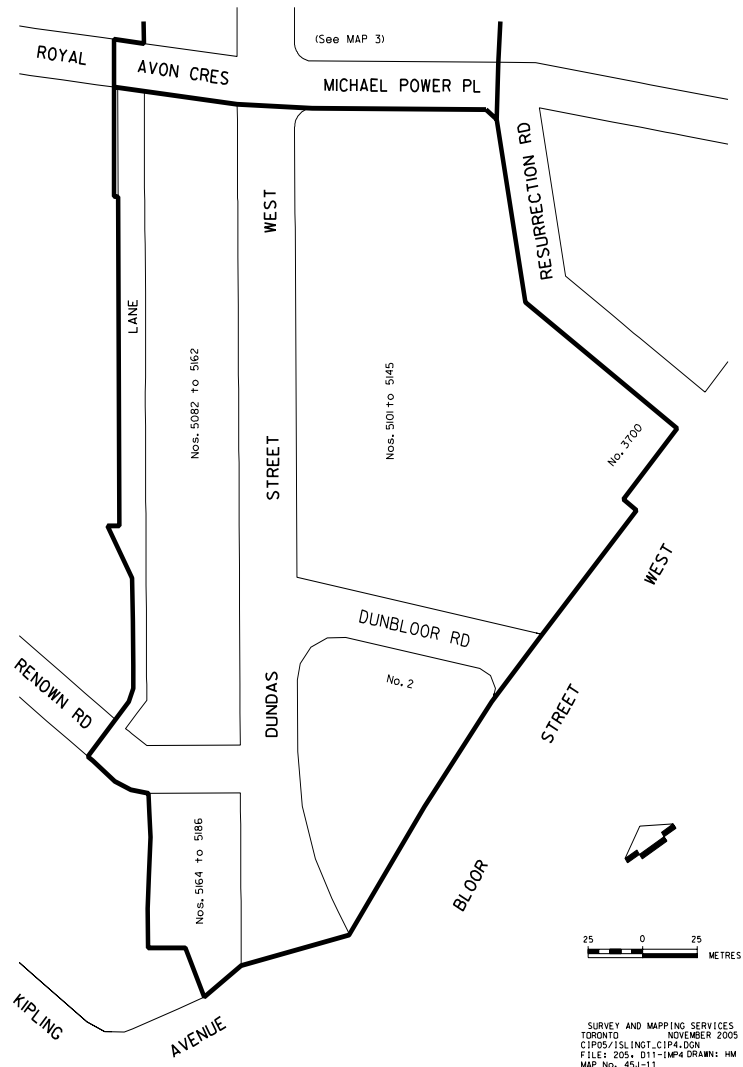 (See MAP 3)
ROYAL
AVON CRES
MICHAEL POWER PL
RESURRECTION RD
WEST
LANE
Nos. 5082 to 5162
Nos. 5101 to 5145
No. 3700
STREET
WEST
DUNBLOOR RD
RENOWN RD
No. 2
DUNDAS
STREET
Nos. 5164 to 5186
BLOOR
25 0 25
METRES
KIPLING
AVENUE
SURVEY AND MAPPING SERVICES
TORONTO NOVEMBER 2005
CIP05/ISLINGT_CIP4.DGN
FILE: 205. D11-IMP4 DRAWN: HM
MAP No. 45J-11